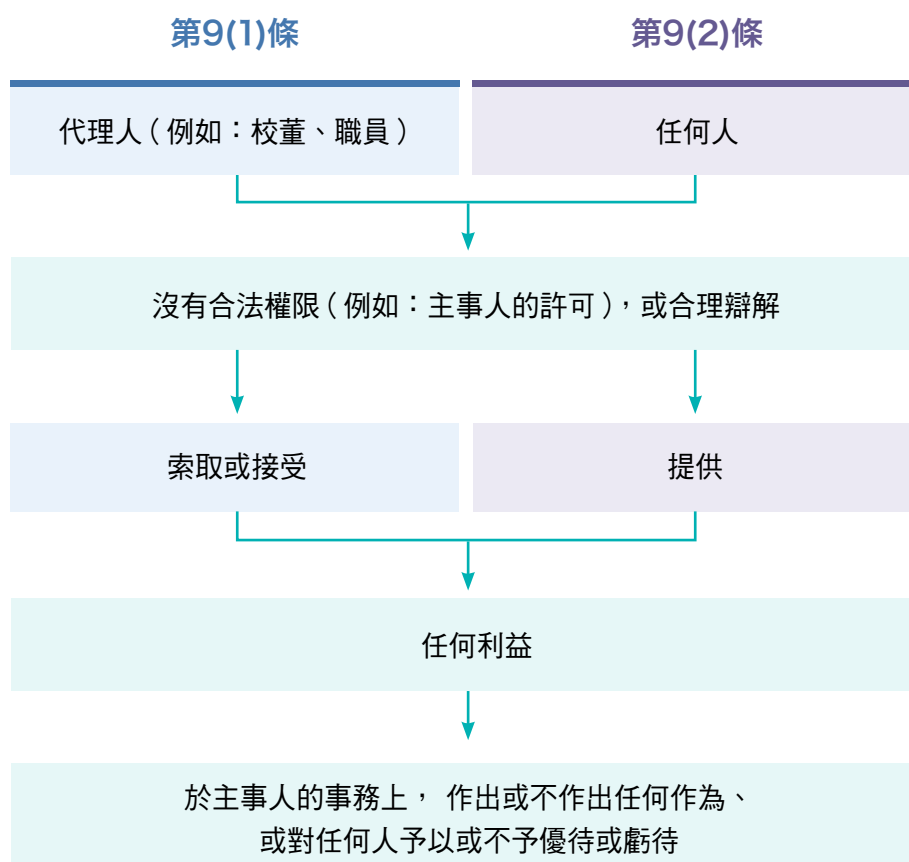 第9(1)條
第9(2)條
代理人（例如：校董、職員）
任何人
沒有合法權限（例如：主事人的許可），或合理辯解
索取或接受
提供
任何利益
於主事人的事務上， 作出或不作出任何作為、
或對任何人予以或不予優待或虧待